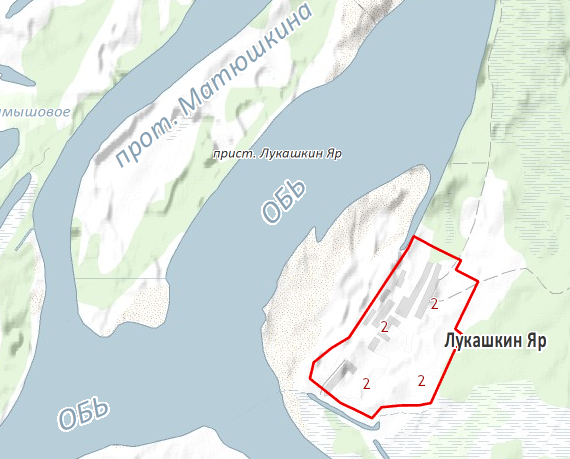 прот. Матюшкина
мышовое
прист. Лукашкин Яр
ОБЬ
2
2
Лукашкин Яр
2
2
ОБЬ